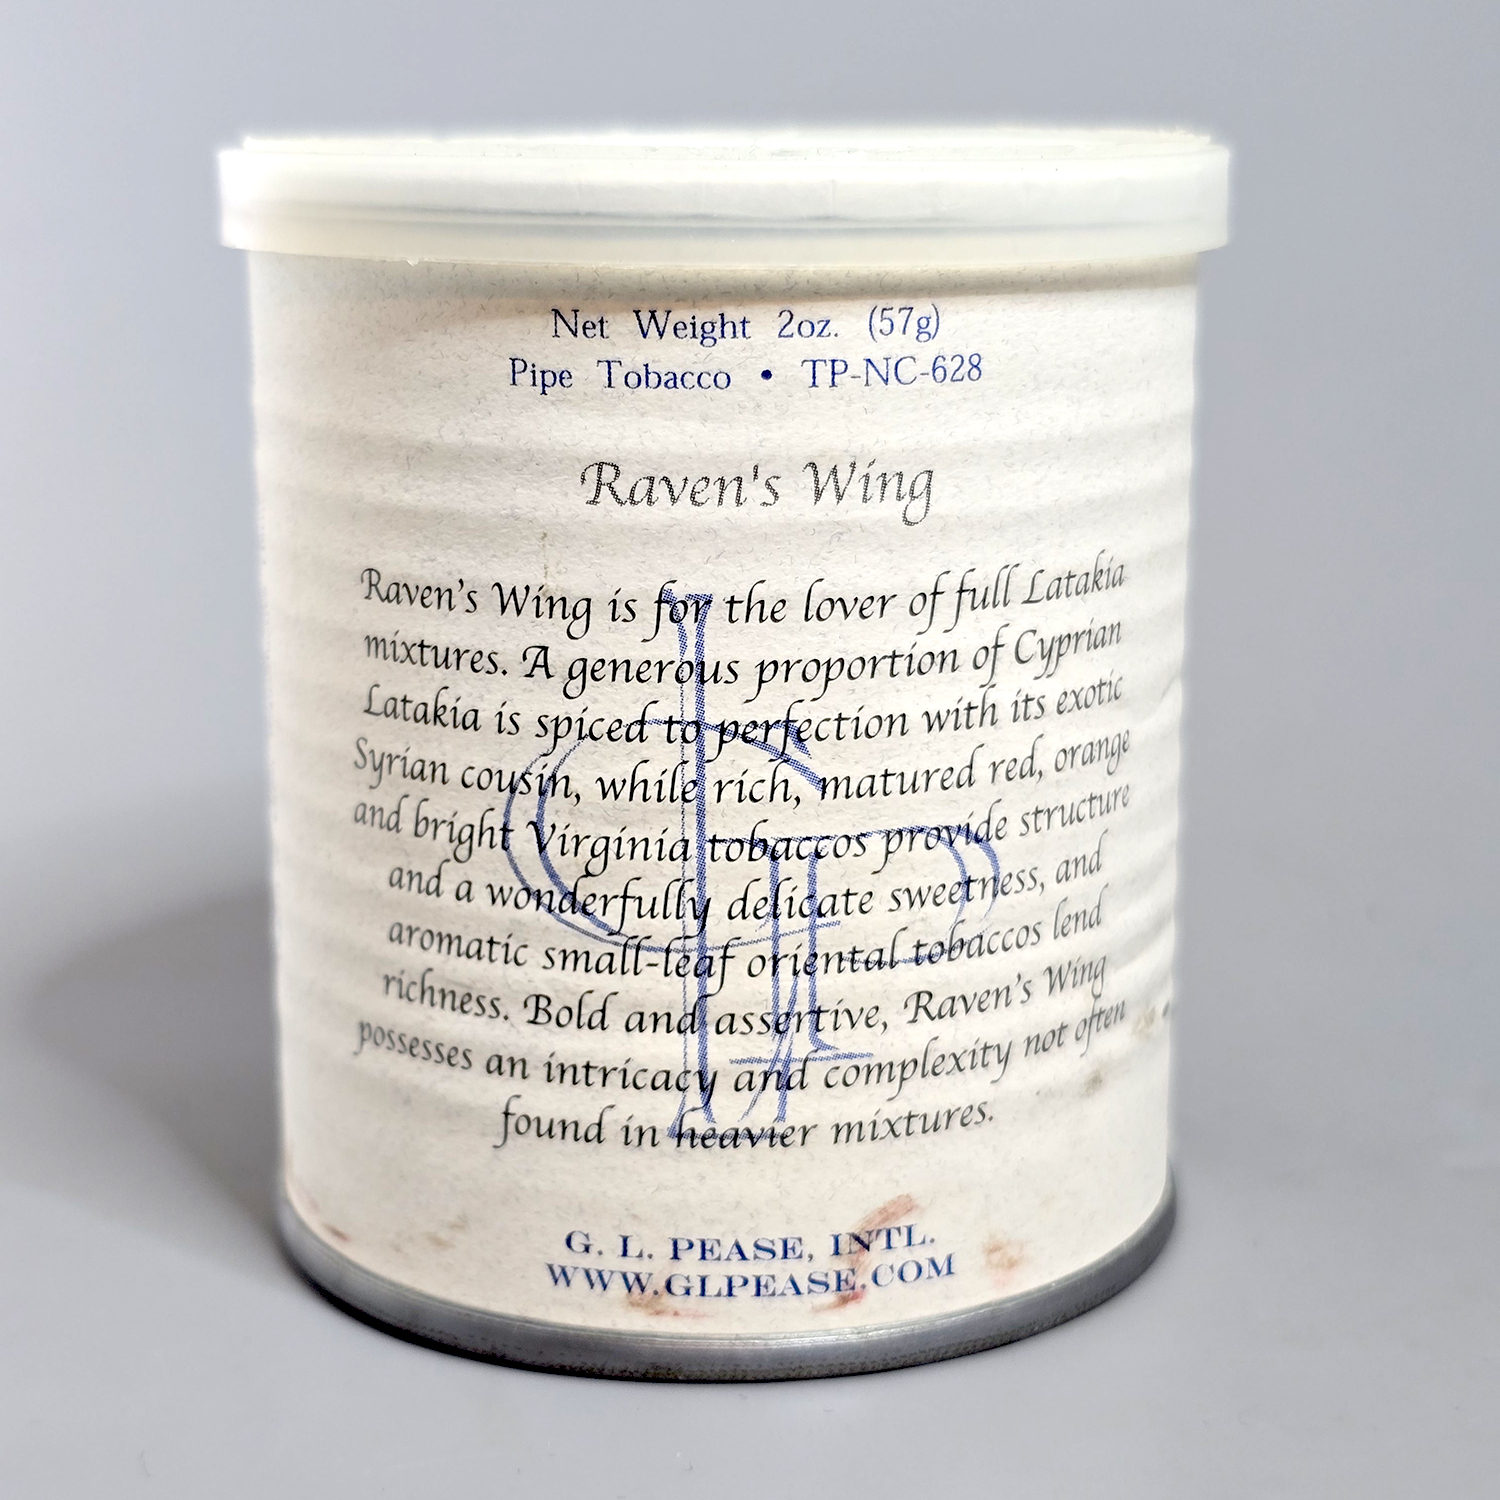 Net Weight 2oz. (57g)
Pipe Tobacco • TP-NC-628
Raven's Wing
Raven's Wing is for the lover of full Latakia
mixtures. A generous proportion of Cyprian
Latakia is spiced to perfection with its exotic
Syrian cousin, while rich, matured red, orange
and bright Virginia tobaccos provide structure
and a wonderfully delicate sweetness, and
aromatic small-leaf oriental tobaccos lend
richness. Bold and assertive, Raven's Wing
possesses an intricacy and complexity not often
found in heavier mixtures.
G. L. PEASE, INTL.
WWW.GLPEASE.COM